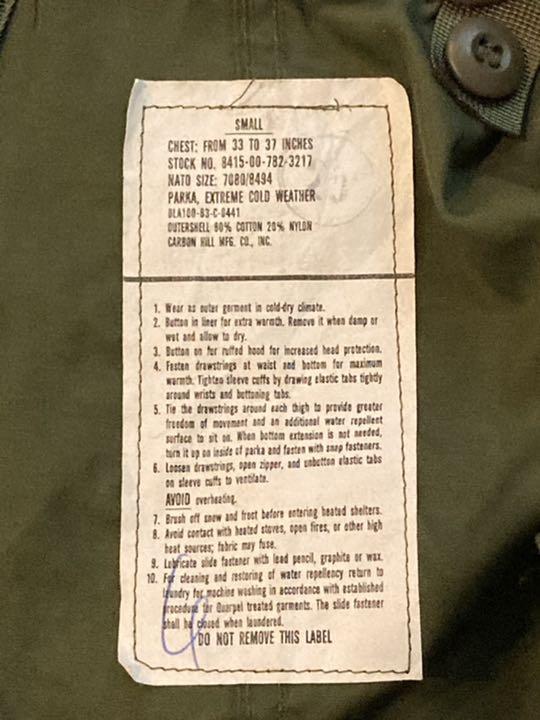 SMALL
CHEST: FROM 33 TO 37 INCHES
STOCK NO. 8415-00-782-3217
NATO SIZE: 7080/8494
PARKA, EXTREME COLD WEATHER
DLA100-83-C-0441
OUTERSHELL 80% COTTON 20% NYLON
CARBON HILL MFG. CO., INC.
1. Wear as outer garment in cold-dry climate.
2. Button in liner for extra warmth. Remove it when damp or
wet and allow to dry.
3. Button on fur ruffed hood for increased head protection.
4. Fasten drawstrings at waist and bottom for maximum
warmth. Tighten sleeve cuffs by drawing elastic tabs tightly
around wrists and buttoning tabs.
5. Tie the drawstrings around each thigh to provide greater
freedom of movement and an additional water repellent
surface to sit on. When bottom extension is not needed,
turn it up on inside of parka and fasten with snap fasteners.
6. Loosen drawstrings, open zipper, and unbutton elastic tabs
on sleeve cuffs to ventilate.
AVOID overheating.
7. Brush off snow and frost before entering heated shelters.
8. Avoid contact with heated stoves, open fires, or other high
heat sources; fabric may fuse.
9. Lubricate slide fastener with lead pencil, graphite or wax.
10. For cleaning and restoring of water repellency return to
laundry for machine washing in accordance with established
procedure for Quarpel treated garments. The slide fastener
shall be closed when laundered.
DO NOT REMOVE THIS LABEL